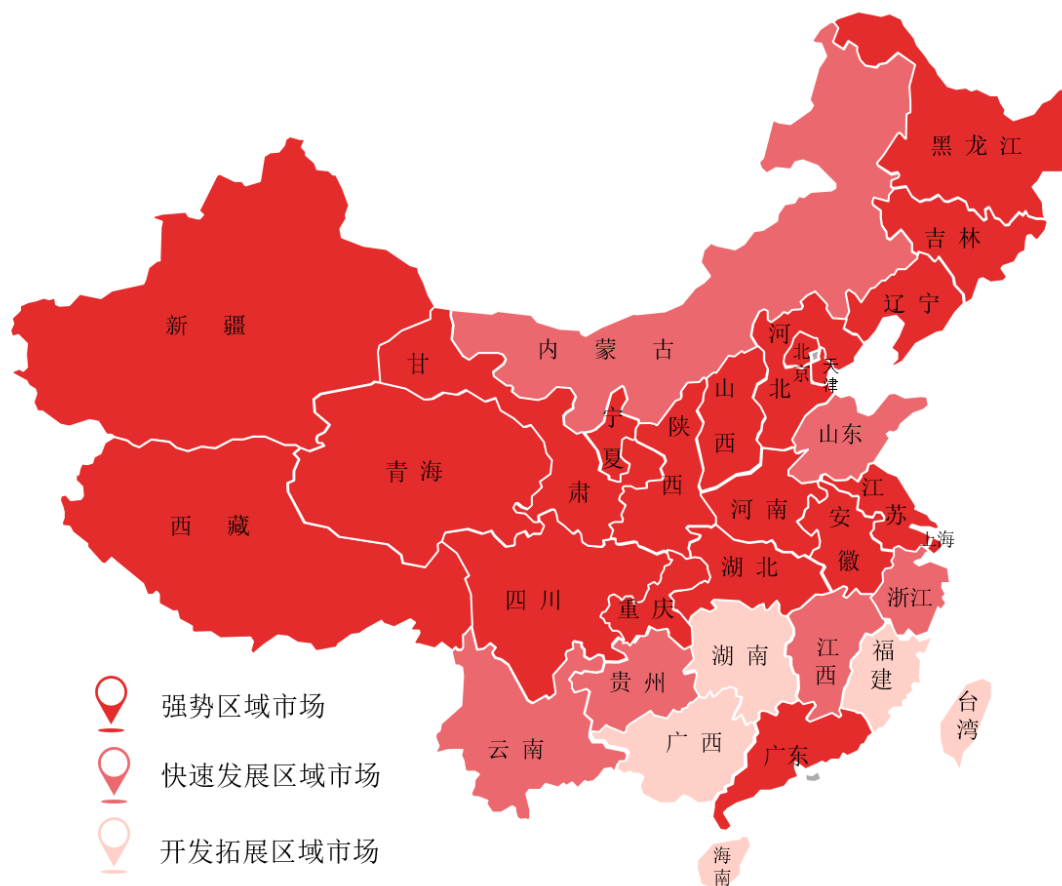 黑龙江
吉林
辽宁
新疆
甘肃
内蒙古
河北
北京
天津
山西
宁夏
陕西
山东
青海
西藏
河南
江苏
安徽
上海
湖北
四川
重庆
浙江
湖南
江西
福建
贵州
台湾
云南
广西
广东
海南
强势区域市场
快速发展区域市场
开发拓展区域市场